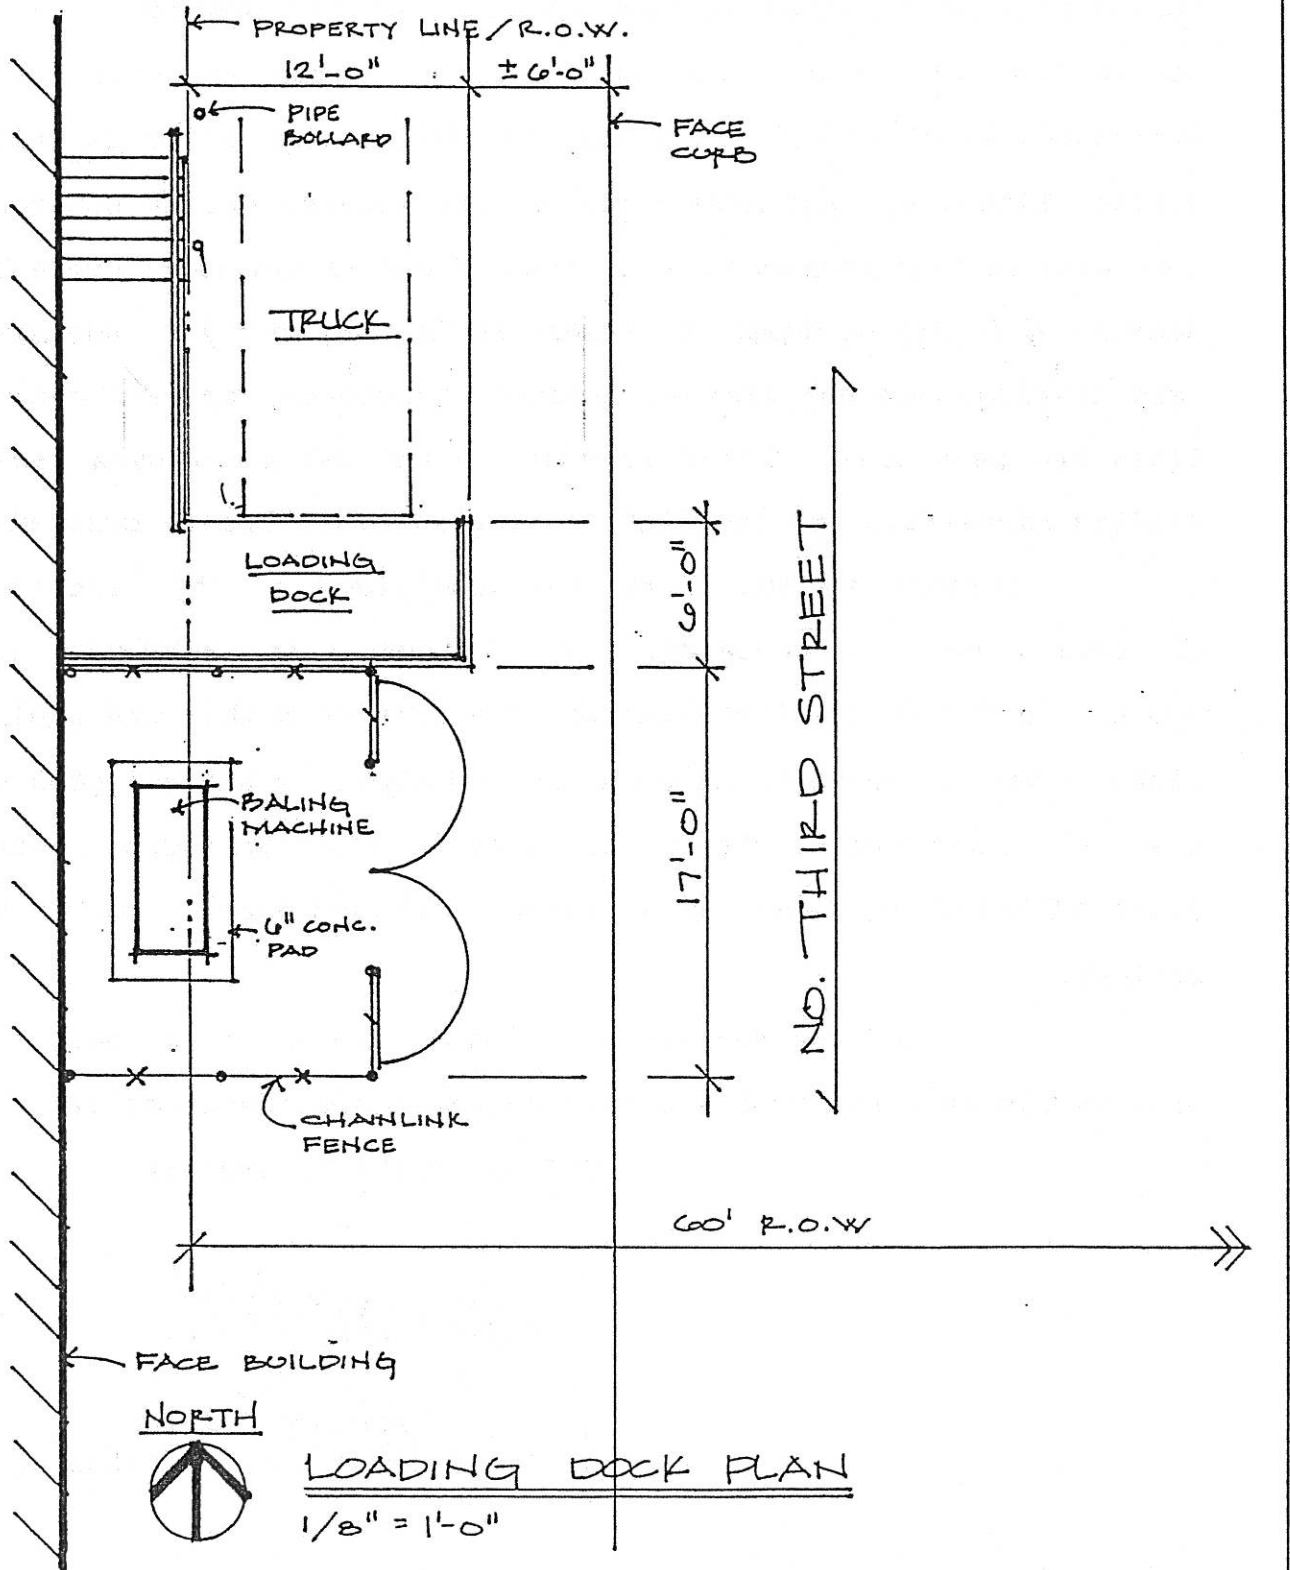 PROPERTY LINE/R.O.W.
12'-0"
± 6'-0"
PIPE
BOLLARD
FACE
CURB
TRUCK
LOADING
DOCK
6'-0"
BALING
MACHINE
6" CONC.
PAD
17'-0"
NO. THIRD STREET
CHAINLINK
FENCE
60' R.O.W
FACE BUILDING
NORTH
LOADING DOCK PLAN
1/8" = 1'-0"